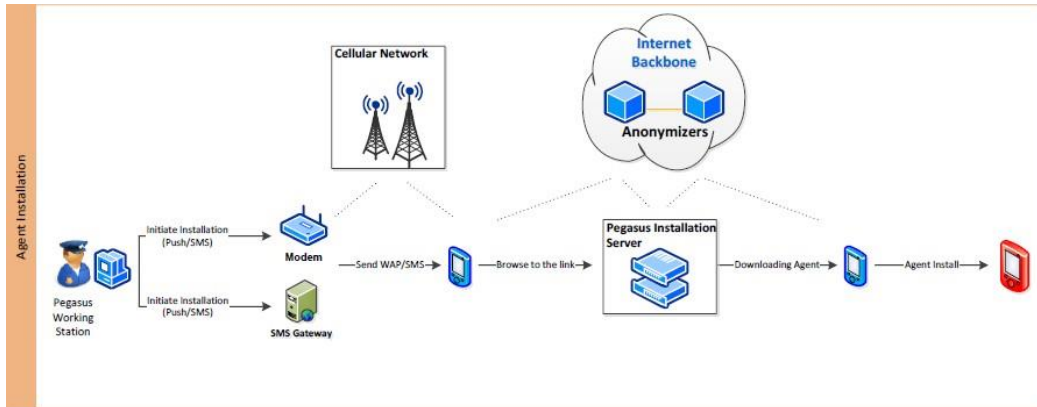 Agent Installation
Cellular Network
Internet
Backbone
Anonymizers
Initiate Installation
(Push/SMS)
Modem
Pegasus
Working
Station
Initiate Installation
(Push/SMS)
SMS Gateway
Send WAP/SMS
Browse to the link
Pegasus Installation
Server
Downloading Agent
Agent Install